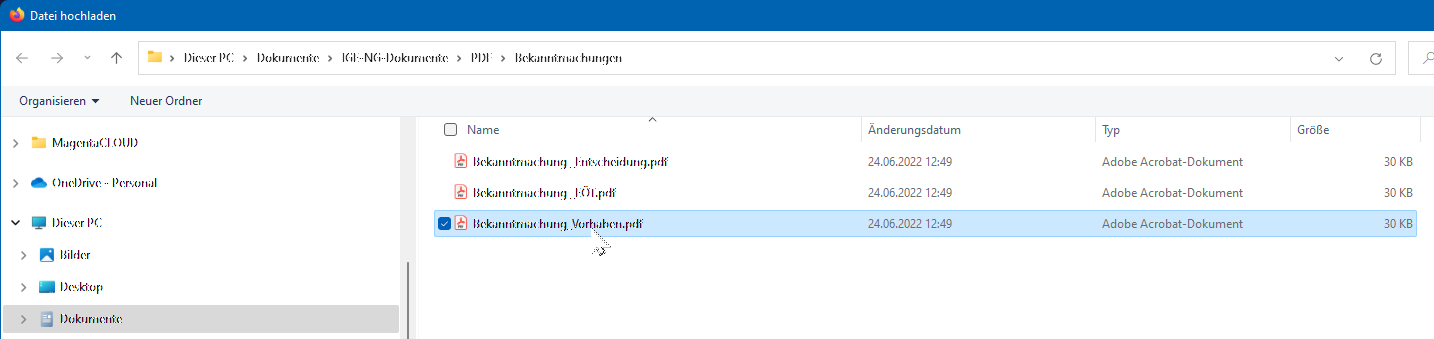 Datei hochladen
Dieser PC > Dokumente > IGE-NG-Dokumente > PDF > Bekanntmachungen
Organisieren Neuer Ordner
Name Änderungsdatum Typ Größe
MagentaCLOUD
Bekanntmachung_Entscheidung.pdf 24.06.2022 12:49 Adobe Acrobat-Dokument 30 KB
OneDrive - Personal
Bekanntmachung_EÖT.pdf 24.06.2022 12:49 Adobe Acrobat-Dokument 30 KB
Dieser PC
Bekanntmachung_Vorhaben.pdf 24.06.2022 12:49 Adobe Acrobat-Dokument 30 KB
Bilder
Desktop
Dokumente